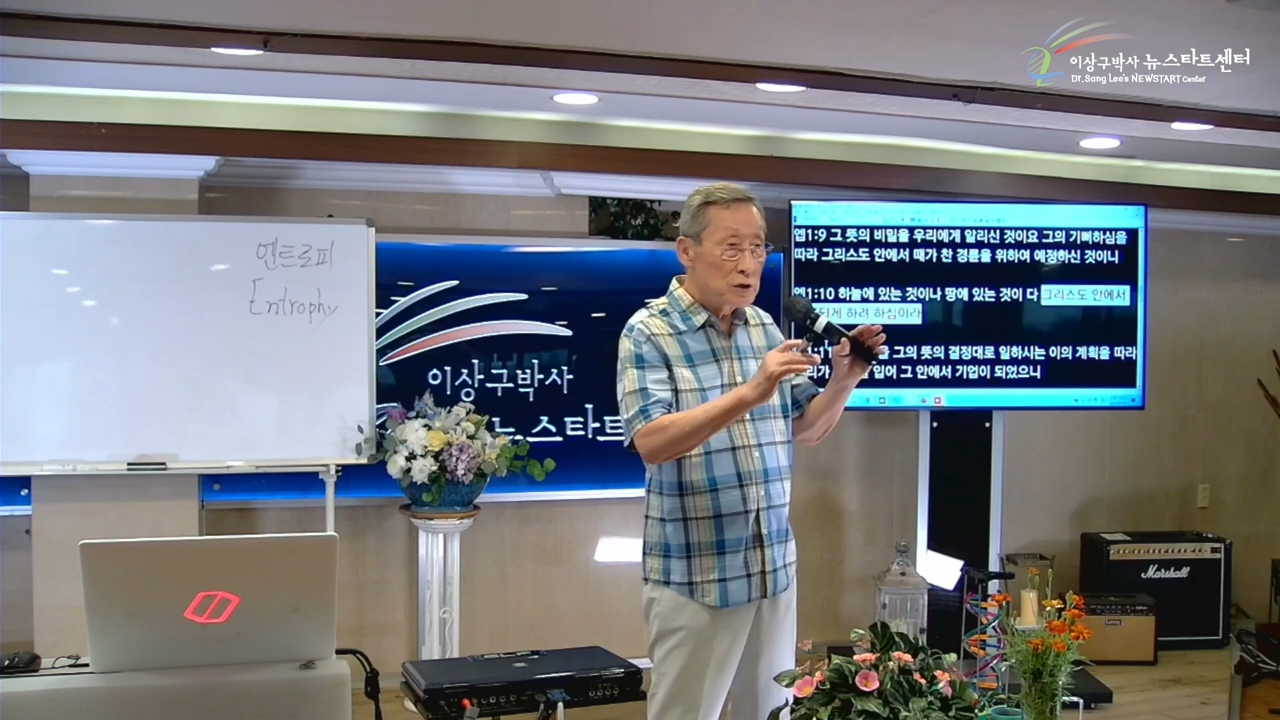 이상구박사 뉴스타트센터
Dr. Sang Lee's NEWSTART Center
엔트로피
Entrophy
이상구박사
뉴스타트
엡1:9 그 뜻의 비밀을 우리에게 알리신 것이요 그의 기뻐하심을
따라 그리스도 안에서 때가 찬 경륜을 위하여 예정하신 것이니
엡1:10 하늘에 있는 것이나 땅에 있는 것이 다 그리스도 안에서
되게 하려 하심이라
그의 뜻의 결정대로 일하시는 이의 계획을 따라
입어 그 안에서 기업이 되었으니
Marshall
Laney